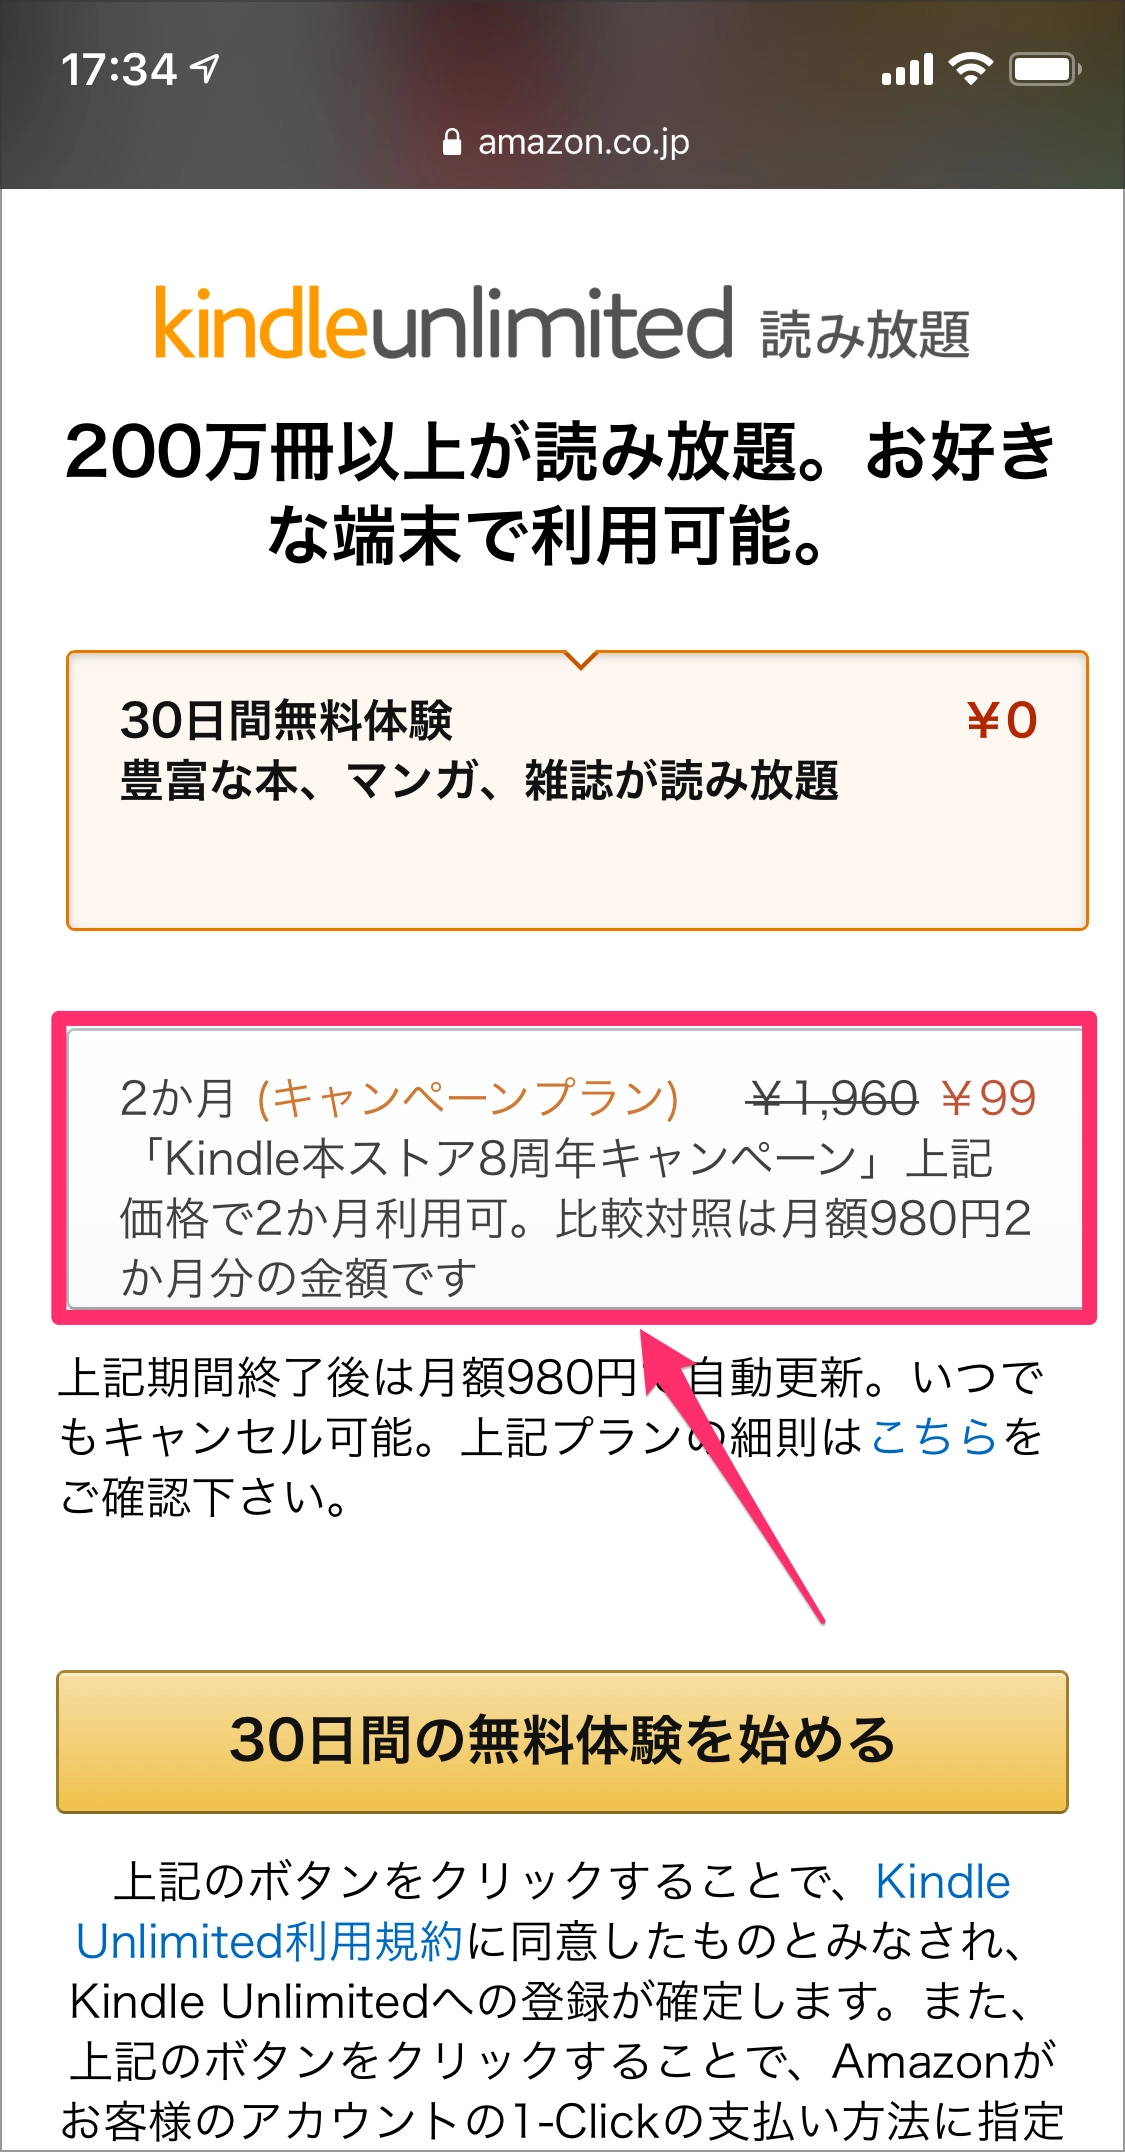 17:34
amazon.co.jp
kindleunlimited 読み放題
200万冊以上が読み放題。お好き
な端末で利用可能。
30日間無料体験 ￥0
豊富な本、マンガ、雑誌が読み放題
2か月 (キャンペーンプラン) ￥1,960 ￥99
「Kindle本ストア8周年キャンペーン」上記
価格で2か月利用可。比較対照は月額980円2
か月分の金額です
上記期間終了後は月額980円 自動更新。いつで
もキャンセル可能。上記プランの細則はこちらを
ご確認下さい。
30日間の無料体験を始める
上記のボタンをクリックすることで、Kindle
Unlimited利用規約に同意したものとみなされ、
Kindle Unlimitedへの登録が確定します。また、
上記のボタンをクリックすることで、Amazonが
お客様のアカウントの1-Clickの支払い方法に指定